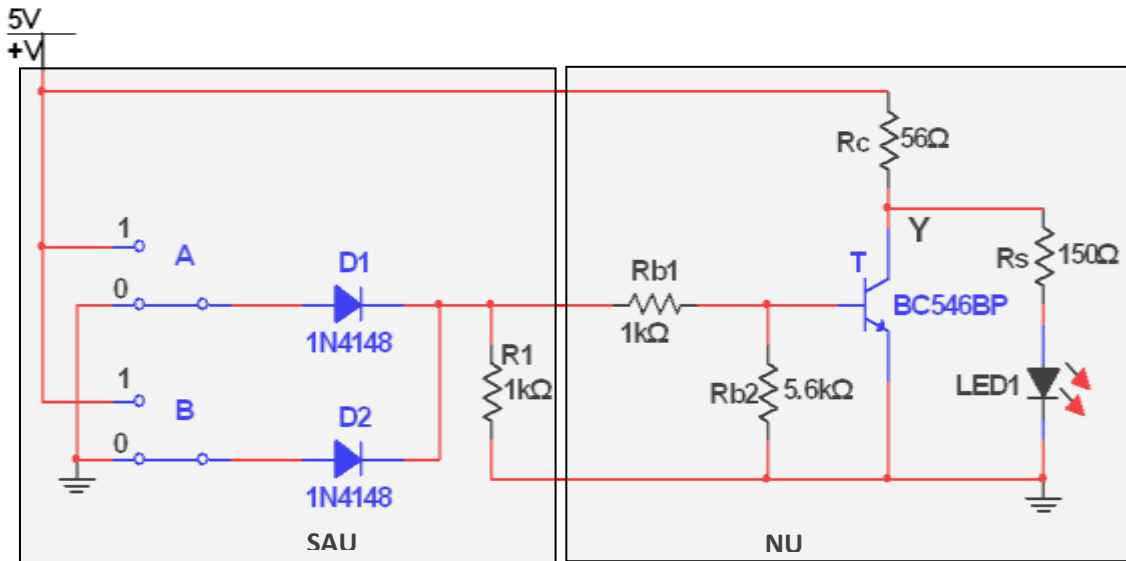 5V
+V
Rc 56Ω
1
A
Y
D1
Rb1
T
Rs 150Ω
0
1N4148
1kΩ
BC546BP
R1
1kΩ
1
B
Rb2 5.6kΩ
LED1
D2
0
1N4148
SAU
NU